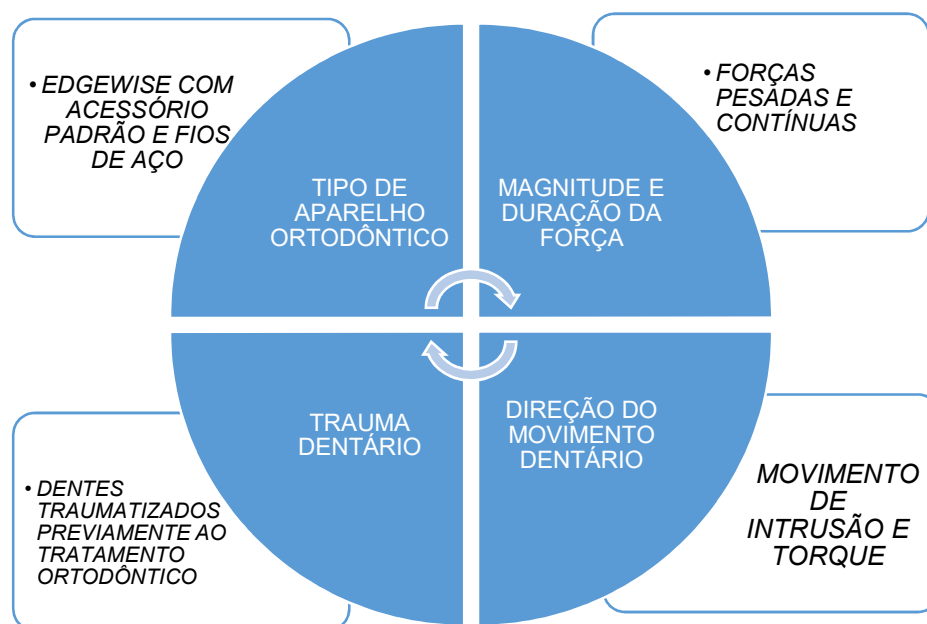 • EDGEWISE COM
ACESSÓRIO
PADRÃO E FIOS
DE AÇO
• FORÇAS
PESADAS E
CONTÍNUAS
TIPO DE
APARELHO
ORTODÔNTICO
MAGNITUDE E
DURAÇÃO DA
FORÇA
TRAUMA
DENTÁRIO
DIREÇÃO DO
MOVIMENTO
DENTÁRIO
• DENTES
TRAUMATIZADOS
PREVIAMENTE AO
TRATAMENTO
ORTODÔNTICO
MOVIMENTO
DE
INTRUSÃO E
TORQUE